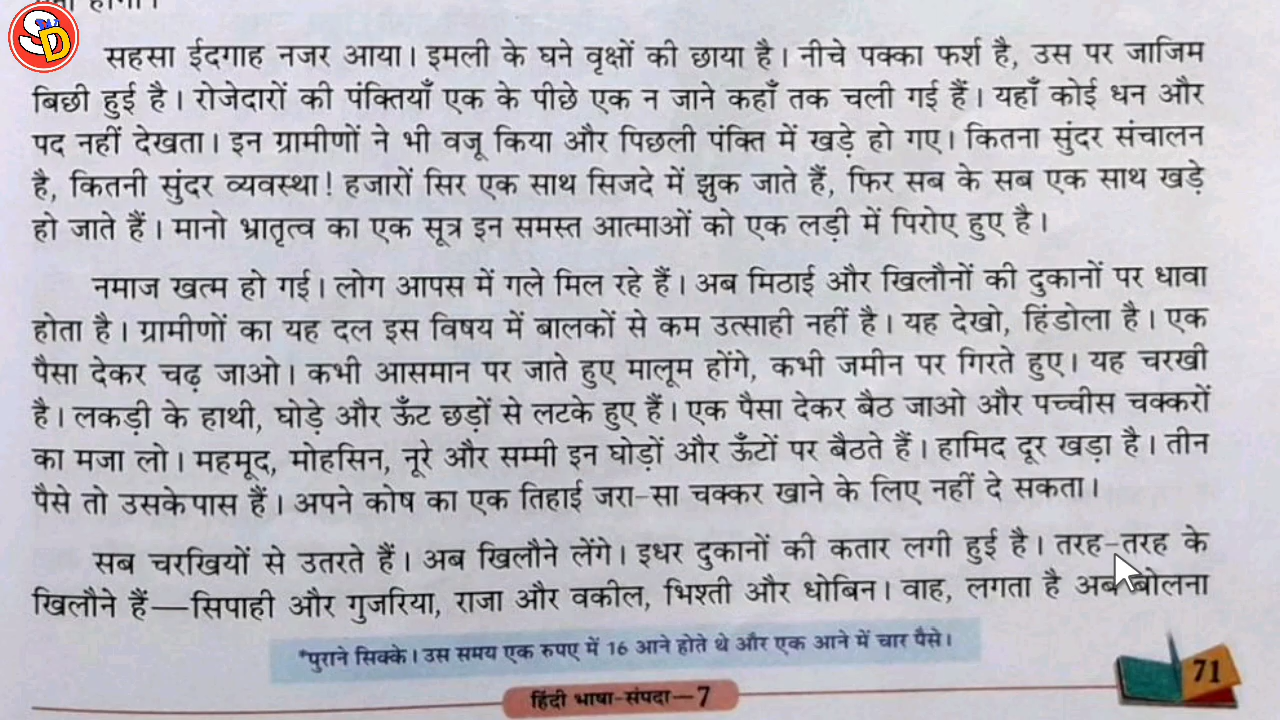 सहसा ईदगाह नजर आया। इमली के घने वृक्षों की छाया है। नीचे पक्का फर्श है, उस पर जाजिम
बिछी हुई है। रोजेदारों की पंक्तियाँ एक के पीछे एक न जाने कहाँ तक चली गई हैं। यहाँ कोई धन और
पद नहीं देखता। इन ग्रामीणों ने भी वजू किया और पिछली पंक्ति में खड़े हो गए। कितना सुंदर संचालन
है, कितनी सुंदर व्यवस्था! हजारों सिर एक साथ सिजदे में झुक जाते हैं, फिर सब के सब एक साथ खड़े
हो जाते हैं। मानो भ्रातृत्व का एक सूत्र इन समस्त आत्माओं को एक लड़ी में पिरोए हुए है।
नमाज खत्म हो गई। लोग आपस में गले मिल रहे हैं। अब मिठाई और खिलौनों की दुकानों पर धावा
होता है। ग्रामीणों का यह दल इस विषय में बालकों से कम उत्साही नहीं है। यह देखो, हिंडोला है। एक
पैसा देकर चढ़ जाओ। कभी आसमान पर जाते हुए मालूम होंगे, कभी जमीन पर गिरते हुए। यह चरखी
है। लकड़ी के हाथी, घोड़े और ऊँट छड़ों से लटके हुए हैं। एक पैसा देकर बैठ जाओ और पच्चीस चक्करों
का मजा लो। महमूद, मोहसिन, नूरे और सम्मी इन घोड़ों और ऊँटों पर बैठते हैं। हामिद दूर खड़ा है। तीन
पैसे तो उसकेपास हैं। अपने कोष का एक तिहाई जरा-सा चक्कर खाने के लिए नहीं दे सकता।
सब चरखियों से उतरते हैं। अब खिलौने लेंगे। इधर दुकानों की कतार लगी हुई है। तरह-तरह के
खिलौने हैं—सिपाही और गुजरिया, राजा और वकील, भिश्ती और धोबिन। वाह, लगता है अब बोलना
*पुराने सिक्के। उस समय एक रुपए में 16 आने होते थे और एक आने में चार पैसे।
71
हिंदी भाषा-संपदा—7